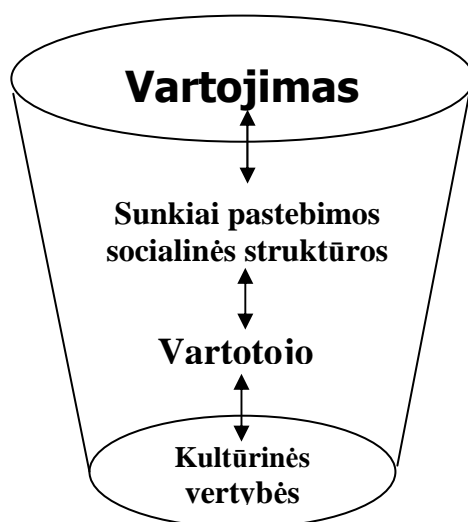 Vartojimas
Sunkiai pastebimos
socialinės struktūros
Vartotojo
Kultūrinės
vertybės